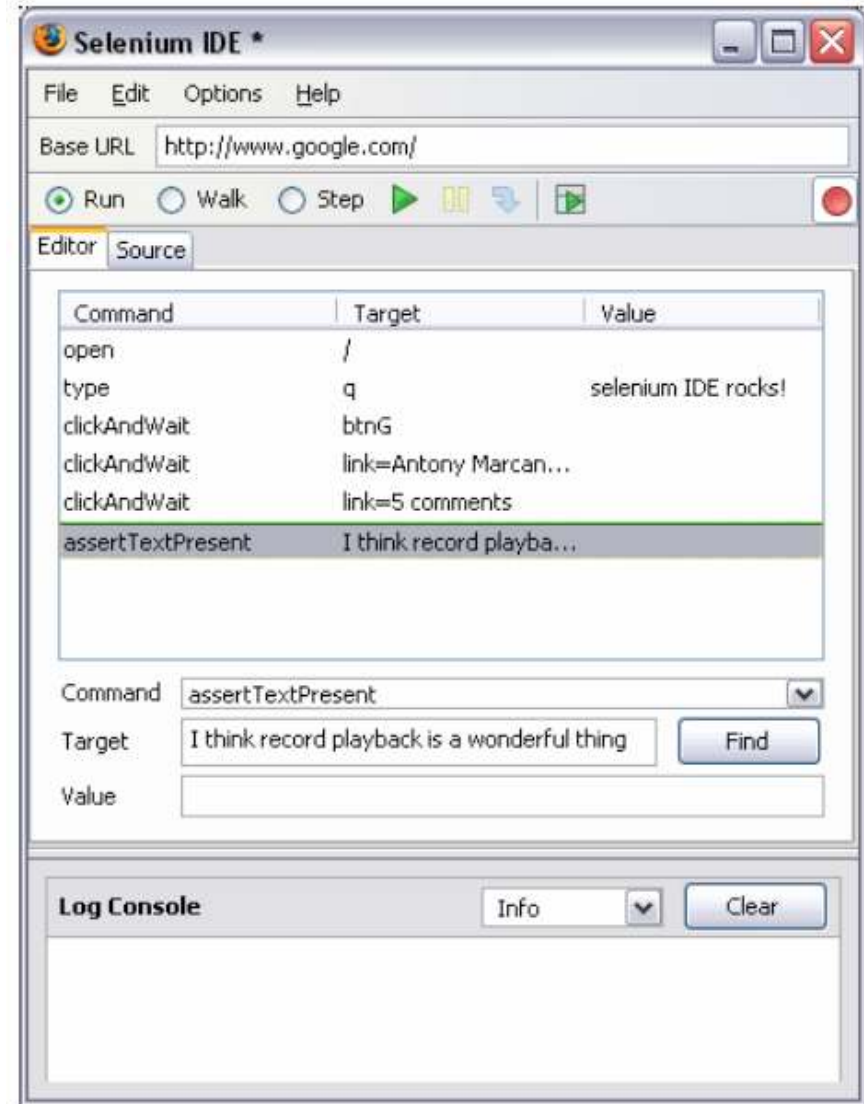 Selenium IDE *
File Edit Options Help
Base URL http://www.google.com/
Run Walk Step
Editor Source
Command Target Value
open /
type q selenium IDE rocks!
clickAndWait btnG
clickAndWait link=Antony Marcan...
clickAndWait link=5 comments
assertTextPresent I think record playba...
Command assertTextPresent
Target I think record playback is a wonderful thing Find
Value
Log Console Info Clear